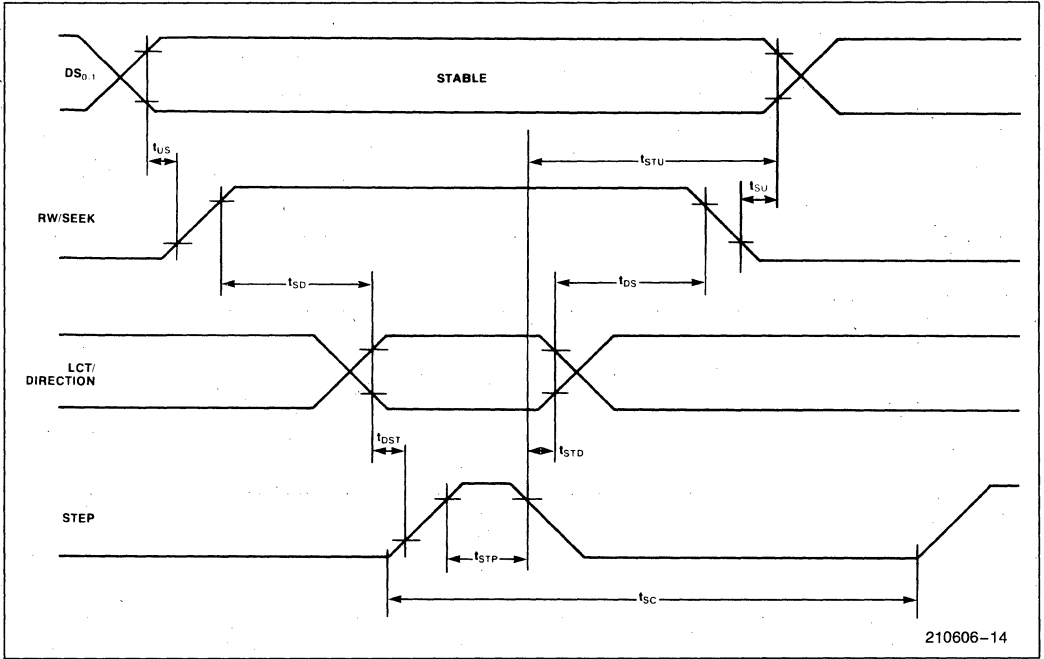 DS0,1
STABLE
tUS
tSTU
tSU
RW/SEEK
tSD
tDS
LCT/
DIRECTION
tDST
tSTD
STEP
tSTP
tSC
210606–14